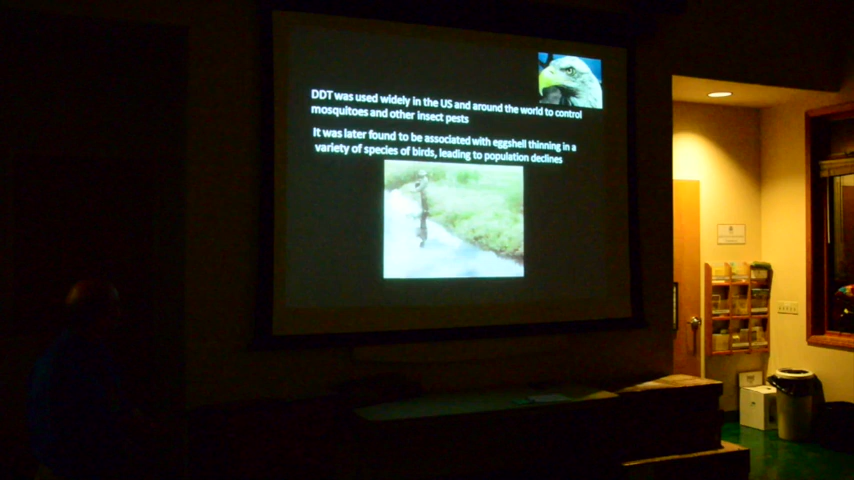 DDT was used widely in the US and around the world to control
mosquitoes and other insect pests
It was later found to be associated with eggshell thinning in a
variety of species of birds, leading to population declines